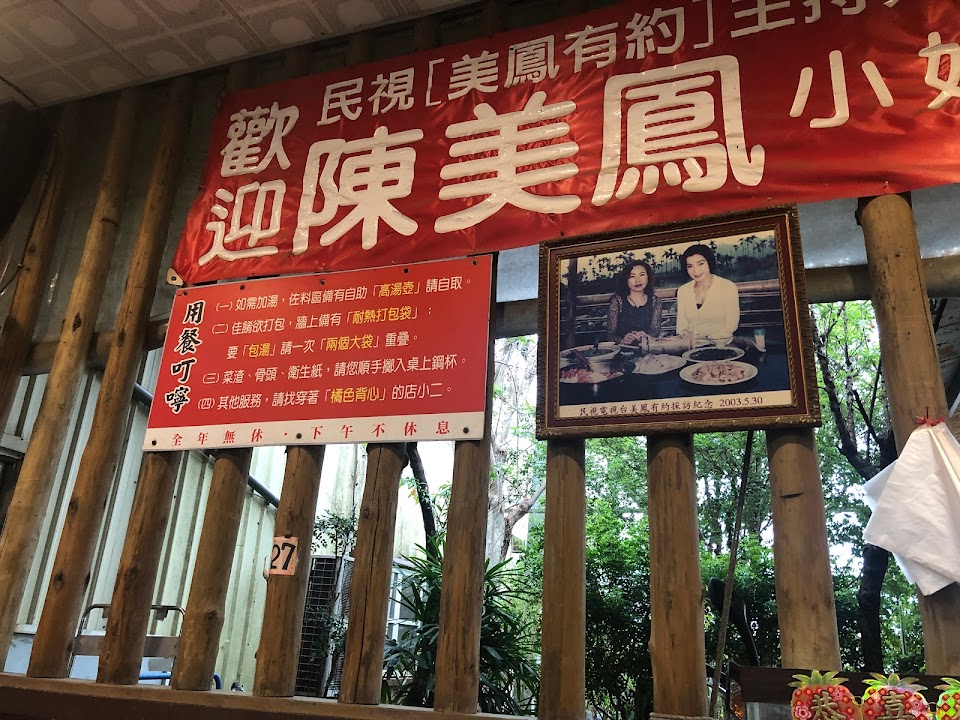 歡迎
民視[美鳳有約]主持人
陳美鳳小姐
用餐叮嚀
(一) 如需加湯，佐料區備有自助「高湯壺」請自取。
(二) 佳餚欲打包，牆上備有「耐熱打包袋」；
要「包湯」請一次「兩個大袋」重疊。
(三) 菜渣、骨頭、衛生紙，請您順手擲入桌上鋼杯。
(四) 其他服務，請找穿著「橘色背心」的店小二。
全年無休．下午不休息
民視電視台美鳳有約採訪紀念 2003.5.30
27